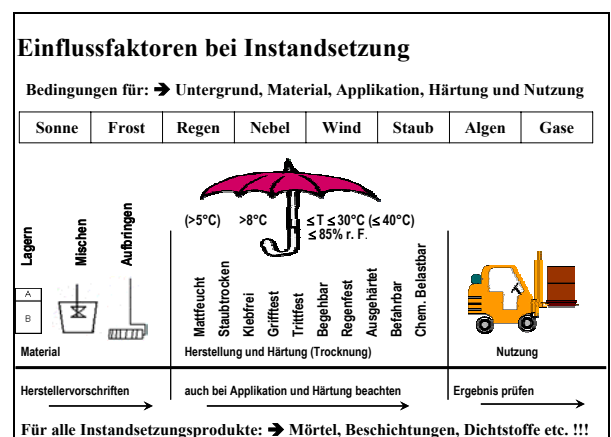 Einflussfaktoren bei Instandsetzung
Bedingungen für: ➔ Untergrund, Material, Applikation, Härtung und Nutzung
Sonne Frost Regen Nebel Wind Staub Algen Gase
(>5°C) >8°C ≤ T ≤ 30°C (≤ 40°C)
≤ 85% r. F.
Lagern
Mischen
Aufbringen
A
B
Mattfeucht
Staubtrocken
Klebfrei
Grifftest
Trittfest
Begehbar
Regenfest
Ausgehärtet
Befahrbar
Chem. Belastbar
Material Herstellung und Härtung (Trocknung) Nutzung
Herstellervorschriften auch bei Applikation und Härtung beachten Ergebnis prüfen
Für alle Instandsetzungsprodukte: ➔ Mörtel, Beschichtungen, Dichtstoffe etc. !!!